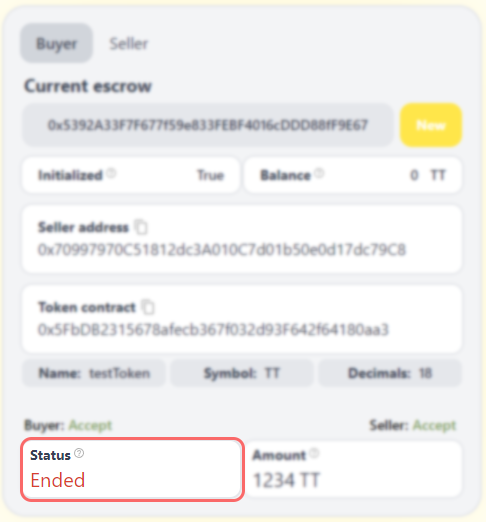 Buyer Seller
Current escrow
0x5392A33F7F677f59e833FEBF4016cDDD88fF9E67 New
Initialized ? True Balance ? 0 TT
Seller address
0x70997970C51812dc3A010C7d01b50e0d17dc79C8
Token contract
0x5FbDB2315678afecb367f032d93F642f64180aa3
Name: testToken Symbol: TT Decimals: 18
Buyer: Accept Seller: Accept
Status ? Amount ?
Ended 1234 TT